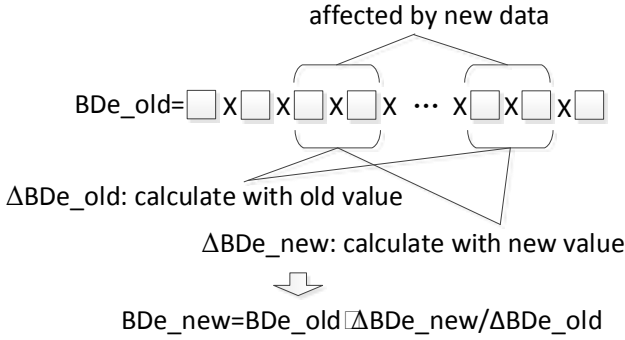 affected by new data
BDe_old= X X X X ··· X X X
ΔBDe_old: calculate with old value
ΔBDe_new: calculate with new value
BDe_new=BDe_old ΔBDe_new/ΔBDe_old